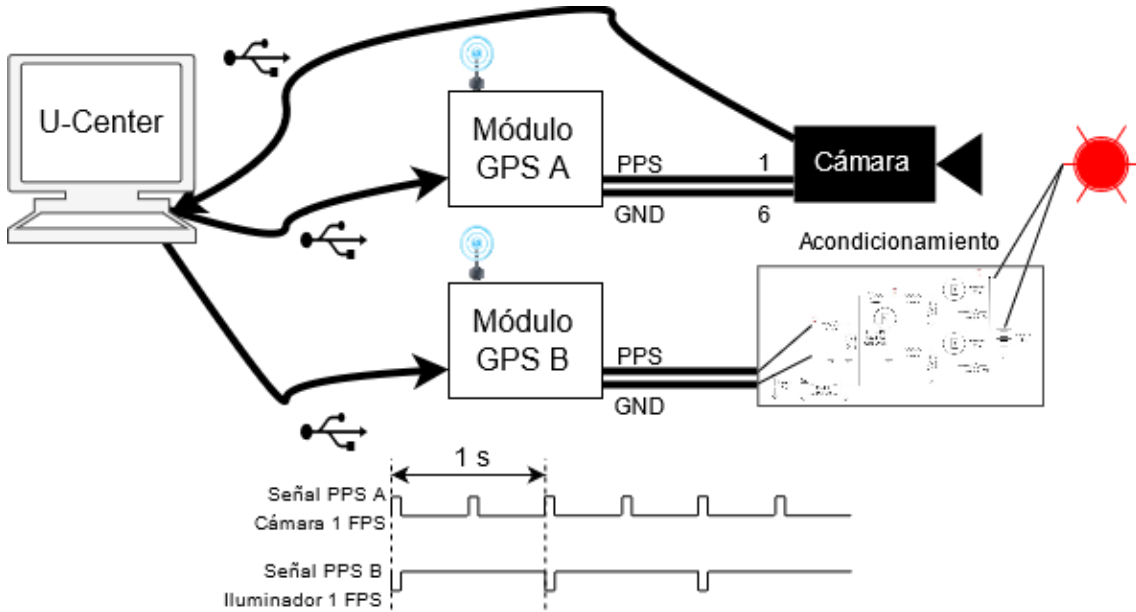 U-Center
Módulo
GPS A
PPS
1
GND
6
Cámara
Acondicionamiento
Módulo
GPS B
PPS
GND
1 s
Señal PPS A
Cámara 1 FPS
Señal PPS B
Iluminador 1 FPS